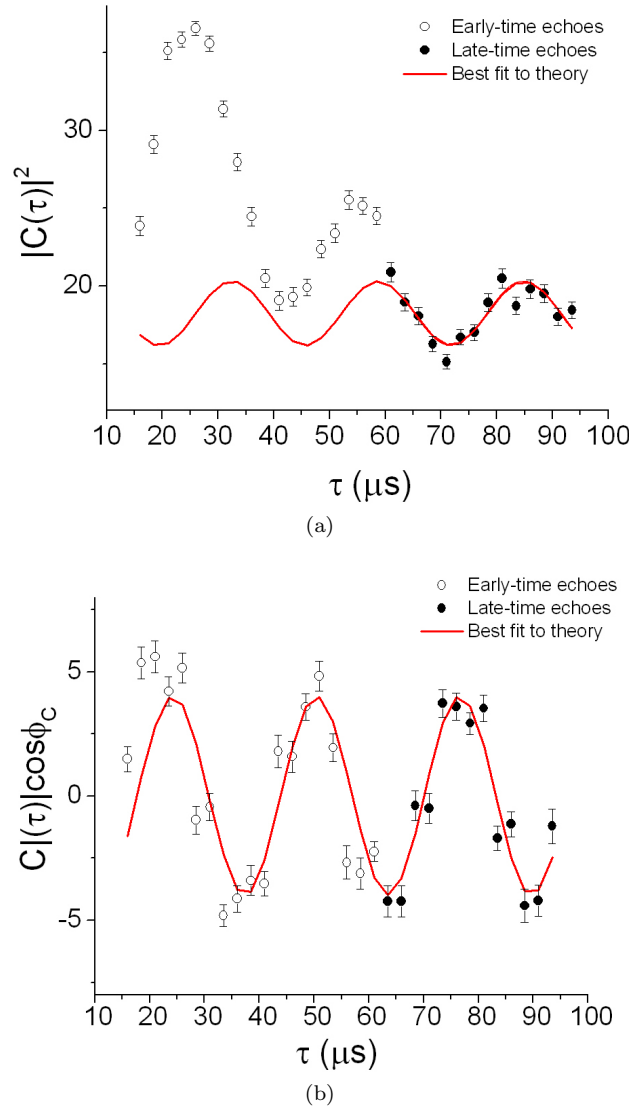 Early-time echoes
Late-time echoes
Best fit to theory
|C(τ)|²
30
20
10 20 30 40 50 60 70 80 90 100
τ (μs)
(a)
Early-time echoes
Late-time echoes
Best fit to theory
C|(τ)|cosϕ_C
5
0
-5
10 20 30 40 50 60 70 80 90 100
τ (μs)
(b)